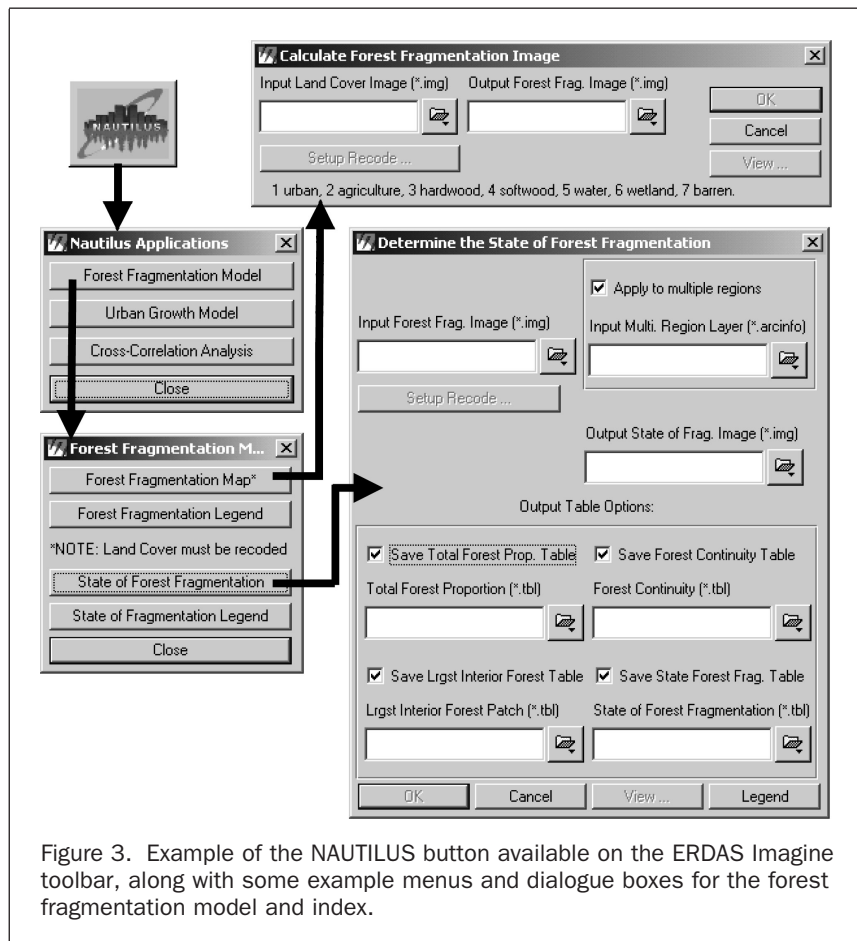 Calculate Forest Fragmentation Image
Input Land Cover Image (*.img) Output Forest Frag. Image (*.img)
OK
Cancel
Setup Recode ...
View ...
1 urban, 2 agriculture, 3 hardwood, 4 softwood, 5 water, 6 wetland, 7 barren.
NAUTILUS
Nautilus Applications
Forest Fragmentation Model
Urban Growth Model
Cross-Correlation Analysis
Close
Forest Fragmentation M...
Forest Fragmentation Map*
Forest Fragmentation Legend
*NOTE: Land Cover must be recoded
State of Forest Fragmentation
State of Fragmentation Legend
Close
Determine the State of Forest Fragmentation
Apply to multiple regions
Input Forest Frag. Image (*.img) Input Multi. Region Layer (*.arcinfo)
Setup Recode ...
Output State of Frag. Image (*.img)
Output Table Options:
Save Total Forest Prop. Table Save Forest Continuity Table
Total Forest Proportion (*.tbl) Forest Continuity (*.tbl)
Save Lrgst Interior Forest Table Save State Forest Frag. Table
Lrgst Interior Forest Patch (*.tbl) State of Forest Fragmentation (*.tbl)
OK Cancel View ... Legend
Figure 3. Example of the NAUTILUS button available on the ERDAS Imagine
toolbar, along with some example menus and dialogue boxes for the forest
fragmentation model and index.